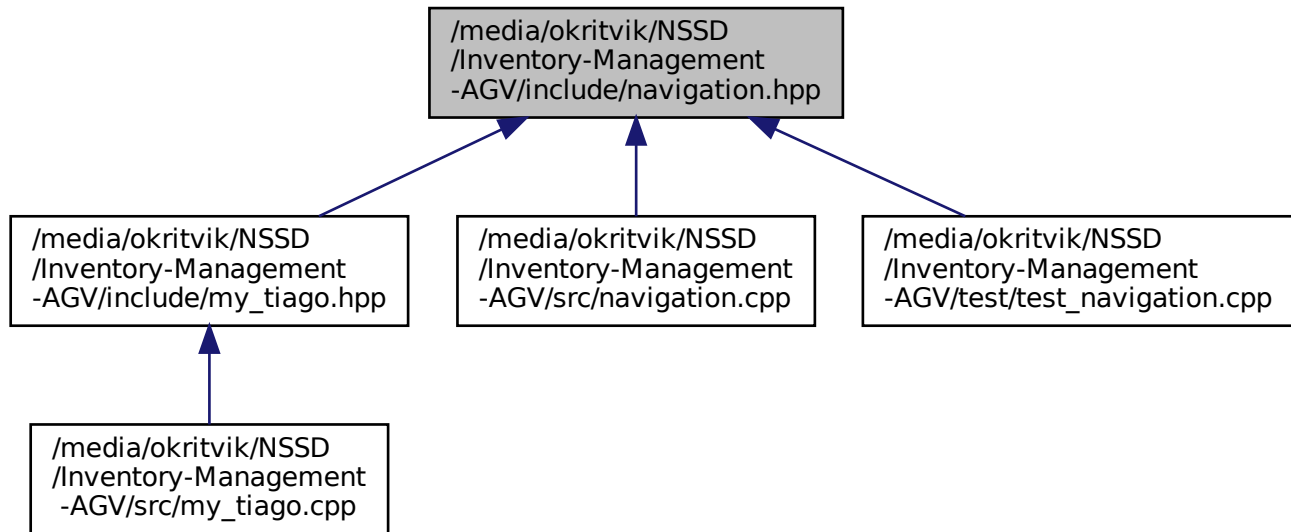 /media/okritvik/NSSD
/Inventory-Management
-AGV/include/navigation.hpp
/media/okritvik/NSSD
/Inventory-Management
-AGV/include/my_tiago.hpp
/media/okritvik/NSSD
/Inventory-Management
-AGV/src/navigation.cpp
/media/okritvik/NSSD
/Inventory-Management
-AGV/test/test_navigation.cpp
/media/okritvik/NSSD
/Inventory-Management
-AGV/src/my_tiago.cpp